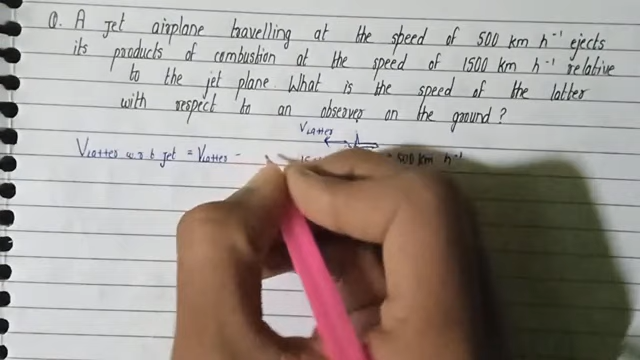 Q. A jet airplane travelling at the speed of 500 km h⁻¹ ejects
its products of combustion at the speed of 1500 km h⁻¹ relative
to the jet plane. What is the speed of the latter
with respect to an observer on the ground?
Vlatter
Vlatter w.r.t jet = Vlatter - = 500 km h⁻¹